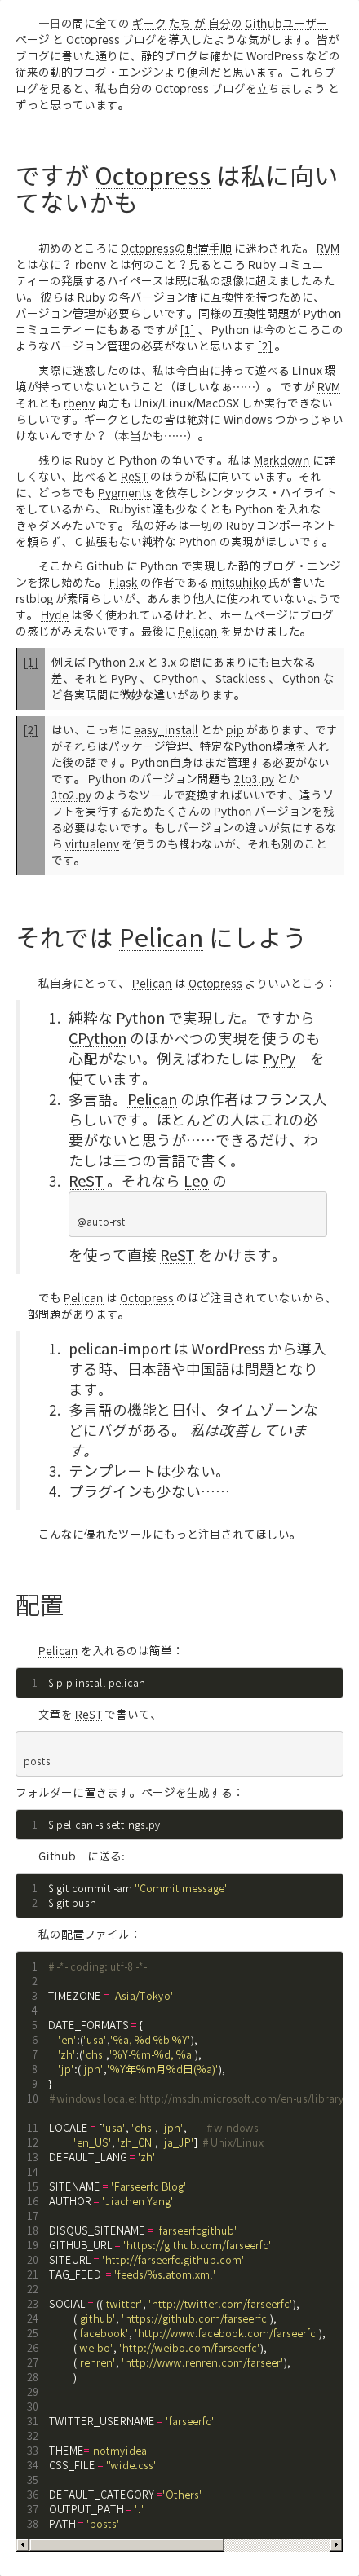 一日の間に全ての ギーク たち が 自分の Githubユーザー
ページ と Octopress ブログを導入したような気がします。皆が
ブログに書いた通りに、静的ブログは確かに WordPress などの
従来の動的ブログ・エンジンより便利だと思います。これらブ
ログを見ると、私も自分の Octopress ブログを立ちましょう と
ずっと思っています。
ですが Octopress は私に向い
てないかも
初めのところに Octopressの配置手順 に迷わされた。 RVM
とはなに？ rbenv とは何のこと？見るところ Ruby コミュニ
ティーの発展するハイペースは既に私の想像に超えましたみた
い。 彼らは Ruby の各バージョン間に互換性を持つために、
バージョン管理が必要らしいです。同様の互換性問題が Python
コミュニティーにもある ですが [1] 、 Python は今のところこの
ようなバージョン管理の必要がないと思います [2] 。
実際に迷惑したのは、私は今自由に持って遊べる Linux 環
境が持っていないということ（ほしいなぁ……）。 ですが RVM
それとも rbenv 両方も Unix/Linux/MacOSX しか実行できない
らしいです。ギークとしたの皆は絶対に Windows つかっじゃい
けないんですか？（本当かも……）。
残りは Ruby と Python の争いです。私は Markdown に詳
しくない、比べると ReST のほうが私に向いています。それ
に、どっちでも Pygments を依存しシンタックス・ハイライト
をしているから、 Rubyist 達も少なくとも Python を入れな
きゃダメみたいです。 私の好みは一切の Ruby コンポーネント
を頼らず、 C 拡張もない純粋な Python の実現がほしいです。
そこから Github に Python で実現した静的ブログ・エンジ
ンを探し始めた。 Flask の作者である mitsuhiko 氏が書いた
rstblog が素晴らしいが、あんまり他人に使われていないようで
す。 Hyde は多く使われているけれと、ホームページにブログ
の感じがみえないです。最後に Pelican を見かけました。
[1] 例えば Python 2.x と 3.x の間にあまりにも巨大なる
差、それと PyPy 、 CPython 、 Stackless 、 Cython な
ど各実現間に微妙な違いがあります。
[2] はい、こっちに easy_install とか pip があります、です
がそれらはパッケージ管理、特定なPython環境を入れ
た後の話です。Python自身はまだ管理する必要がない
です。 Python のバージョン問題も 2to3.py とか
3to2.py のようなツールで変換すればいいです、違うソ
フトを実行するためたくさんの Python バージョンを残
る必要はないです。もしバージョンの違いが気にするな
ら virtualenv を使うのも構わないが、それも別のこと
です。
それでは Pelican にしよう
私自身にとって、 Pelican は Octopress よりいいところ：
1. 純粋な Python で実現した。ですから
CPython のほかべつの実現を使うのも
心配がない。例えばわたしは PyPy を
使ています。
2. 多言語。Pelican の原作者はフランス人
らしいです。ほとんどの人はこれの必
要がないと思うが……できるだけ、わ
たしは三つの言語で書く。
3. ReST 。それなら Leo の
@auto-rst
を使って直接 ReST をかけます。
でも Pelican は Octopress のほど注目されていないから、
一部問題があります。
1. pelican-import は WordPress から導入
する時、日本語や中国語は問題となり
ます。
2. 多言語の機能と日付、タイムゾーンな
どにバグがある。 私は改善していま
す。
3. テンプレートは少ない。
4. プラグインも少ない……
こんなに優れたツールにもっと注目されてほしい。
配置
Pelican を入れるのは簡単：
1 $ pip install pelican
文章を ReST で書いて、
posts
フォルダーに置きます。ページを生成する：
1 $ pelican -s settings.py
Github に送る:
1 $ git commit -am "Commit message"
2 $ git push
私の配置ファイル：
1 # -*- coding: utf-8 -*-
2
3 TIMEZONE = 'Asia/Tokyo'
4
5 DATE_FORMATS = {
6 'en':('usa','%a, %d %b %Y'),
7 'zh':('chs','%Y-%m-%d, %a'),
8 'jp':('jpn','%Y年%m月%d日(%a)'),
9 }
10 # windows locale: http://msdn.microsoft.com/en-us/library
11 LOCALE = ['usa', 'chs', 'jpn', # windows
12 'en_US', 'zh_CN', 'ja_JP'] # Unix/Linux
13 DEFAULT_LANG = 'zh'
14
15 SITENAME = 'Farseerfc Blog'
16 AUTHOR = 'Jiachen Yang'
17
18 DISQUS_SITENAME = 'farseerfcgithub'
19 GITHUB_URL = 'https://github.com/farseerfc'
20 SITEURL = 'http://farseerfc.github.com'
21 TAG_FEED = 'feeds/%s.atom.xml'
22
23 SOCIAL = (('twitter', 'http://twitter.com/farseerfc'),
24 ('github', 'https://github.com/farseerfc'),
25 ('facebook', 'http://www.facebook.com/farseerfc'),
26 ('weibo', 'http://weibo.com/farseerfc'),
27 ('renren', 'http://www.renren.com/farseer'),
28 )
29
30
31 TWITTER_USERNAME = 'farseerfc'
32
33 THEME='notmyidea'
34 CSS_FILE = "wide.css"
35
36 DEFAULT_CATEGORY ='Others'
37 OUTPUT_PATH = '.'
38 PATH = 'posts'